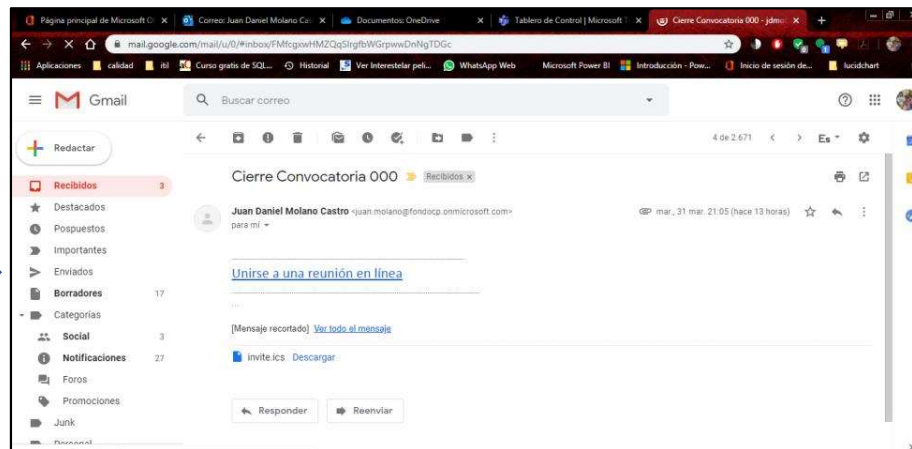 Página principal de Microsoft O
Correo: Juan Daniel Molano Ca
Documentos: OneDrive
Tablero de Control | Microsoft T
Cierre Convocatoria 000 - jdmo
mail.google.com/mail/u/0/#inbox/FMfcgxwHMZQqSlrgfbWGrpwwDnNgTDGc
Aplicaciones calidad itil Curso gratis de SQL... Historial Ver Interestelar peli... WhatsApp Web Microsoft Power BI Introducción - Pow... Inicio de sesión de... lucidchart
Gmail
Buscar correo
Redactar
4 de 2.671
Es
Recibidos 3
Destacados
Pospuestos
Importantes
Enviados
Borradores 17
Categorías
Social 3
Notificaciones 27
Foros
Promociones
Junk
Personal
Cierre Convocatoria 000
Recibidos x
Juan Daniel Molano Castro <juan.molano@fondocp.onmicrosoft.com>
mar., 31 mar. 21:05 (hace 13 horas)
para mí
Unirse a una reunión en línea
...
[Mensaje recortado] Ver todo el mensaje
invite.ics Descargar
Responder
Reenviar